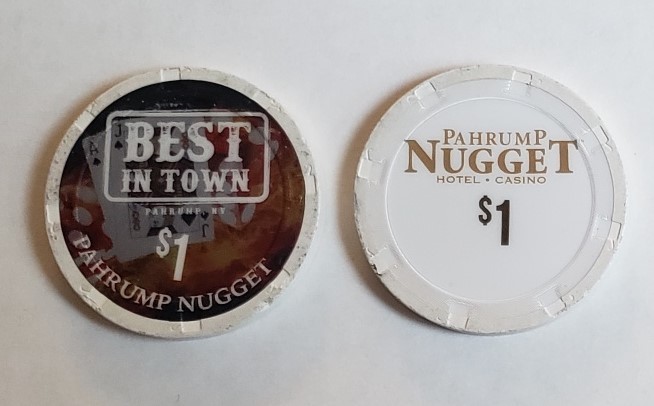 BEST
IN TOWN
PAHRUMP, NV
$1
PAHRUMP NUGGET
PAHRUMP
NUGGET
HOTEL • CASINO
$1